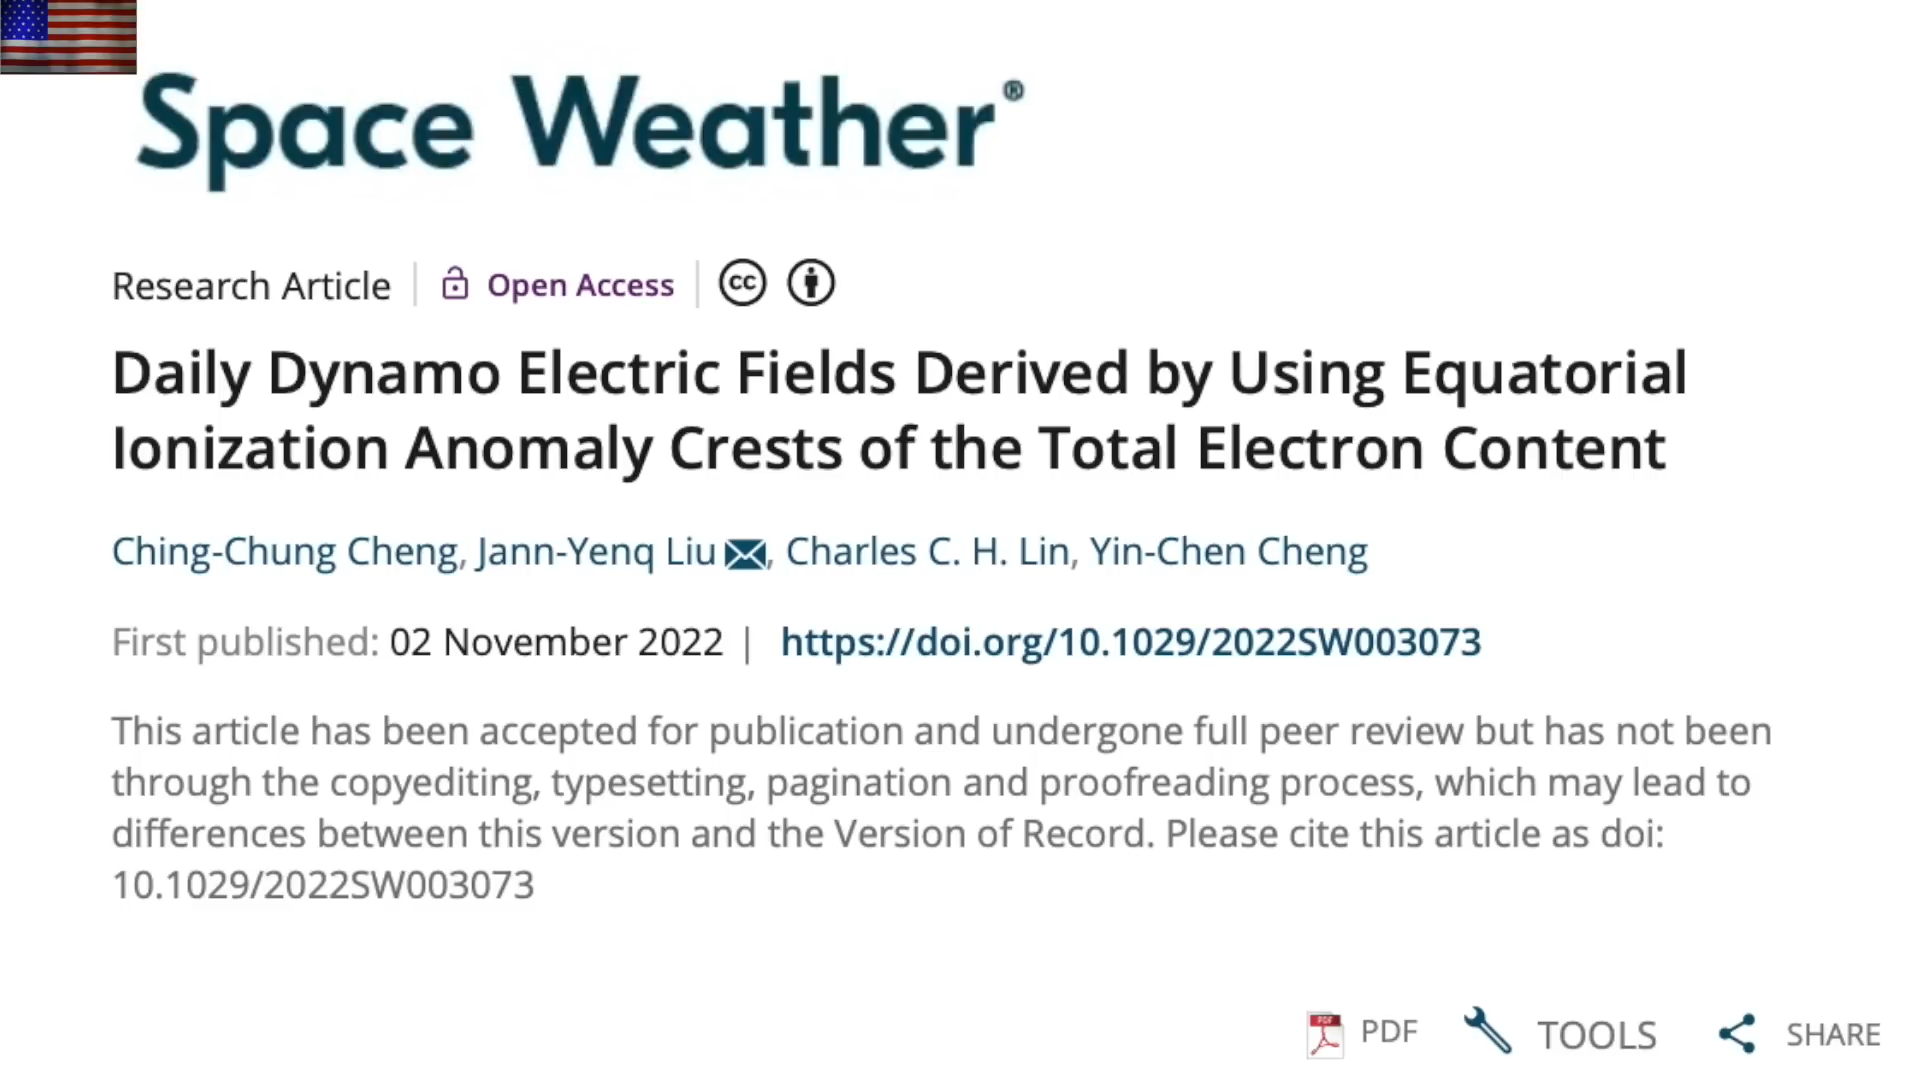 Space Weather®
Research Article | Open Access | cc
Daily Dynamo Electric Fields Derived by Using Equatorial
Ionization Anomaly Crests of the Total Electron Content
Ching-Chung Cheng, Jann-Yenq Liu, Charles C. H. Lin, Yin-Chen Cheng
First published: 02 November 2022 | https://doi.org/10.1029/2022SW003073
This article has been accepted for publication and undergone full peer review but has not been
through the copyediting, typesetting, pagination and proofreading process, which may lead to
differences between this version and the Version of Record. Please cite this article as doi:
10.1029/2022SW003073
PDF PDF TOOLS SHARE